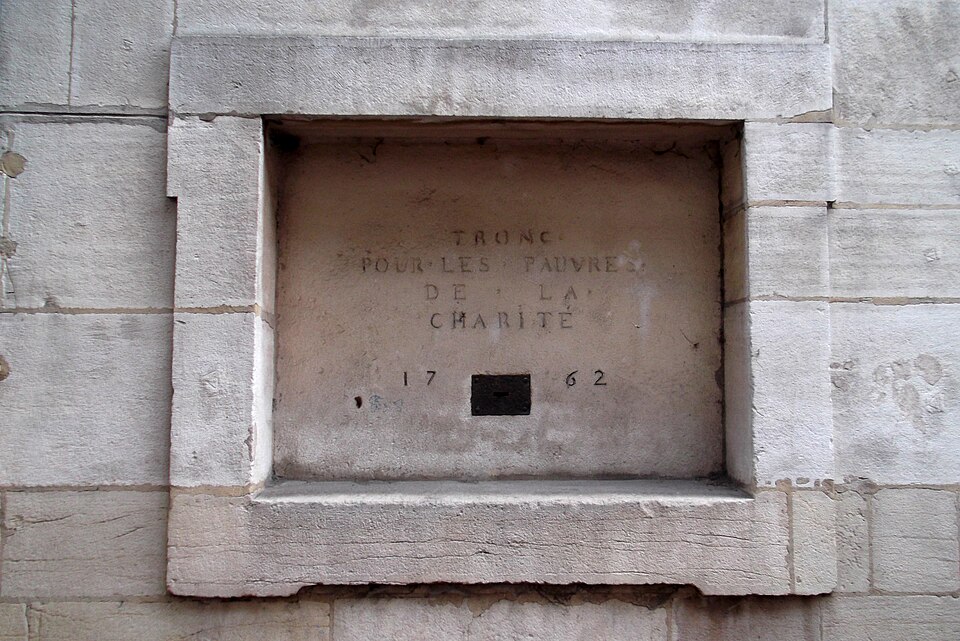 TRONC
POUR·LES PAUVRES
DE · LA·
CHARITÉ
17 62